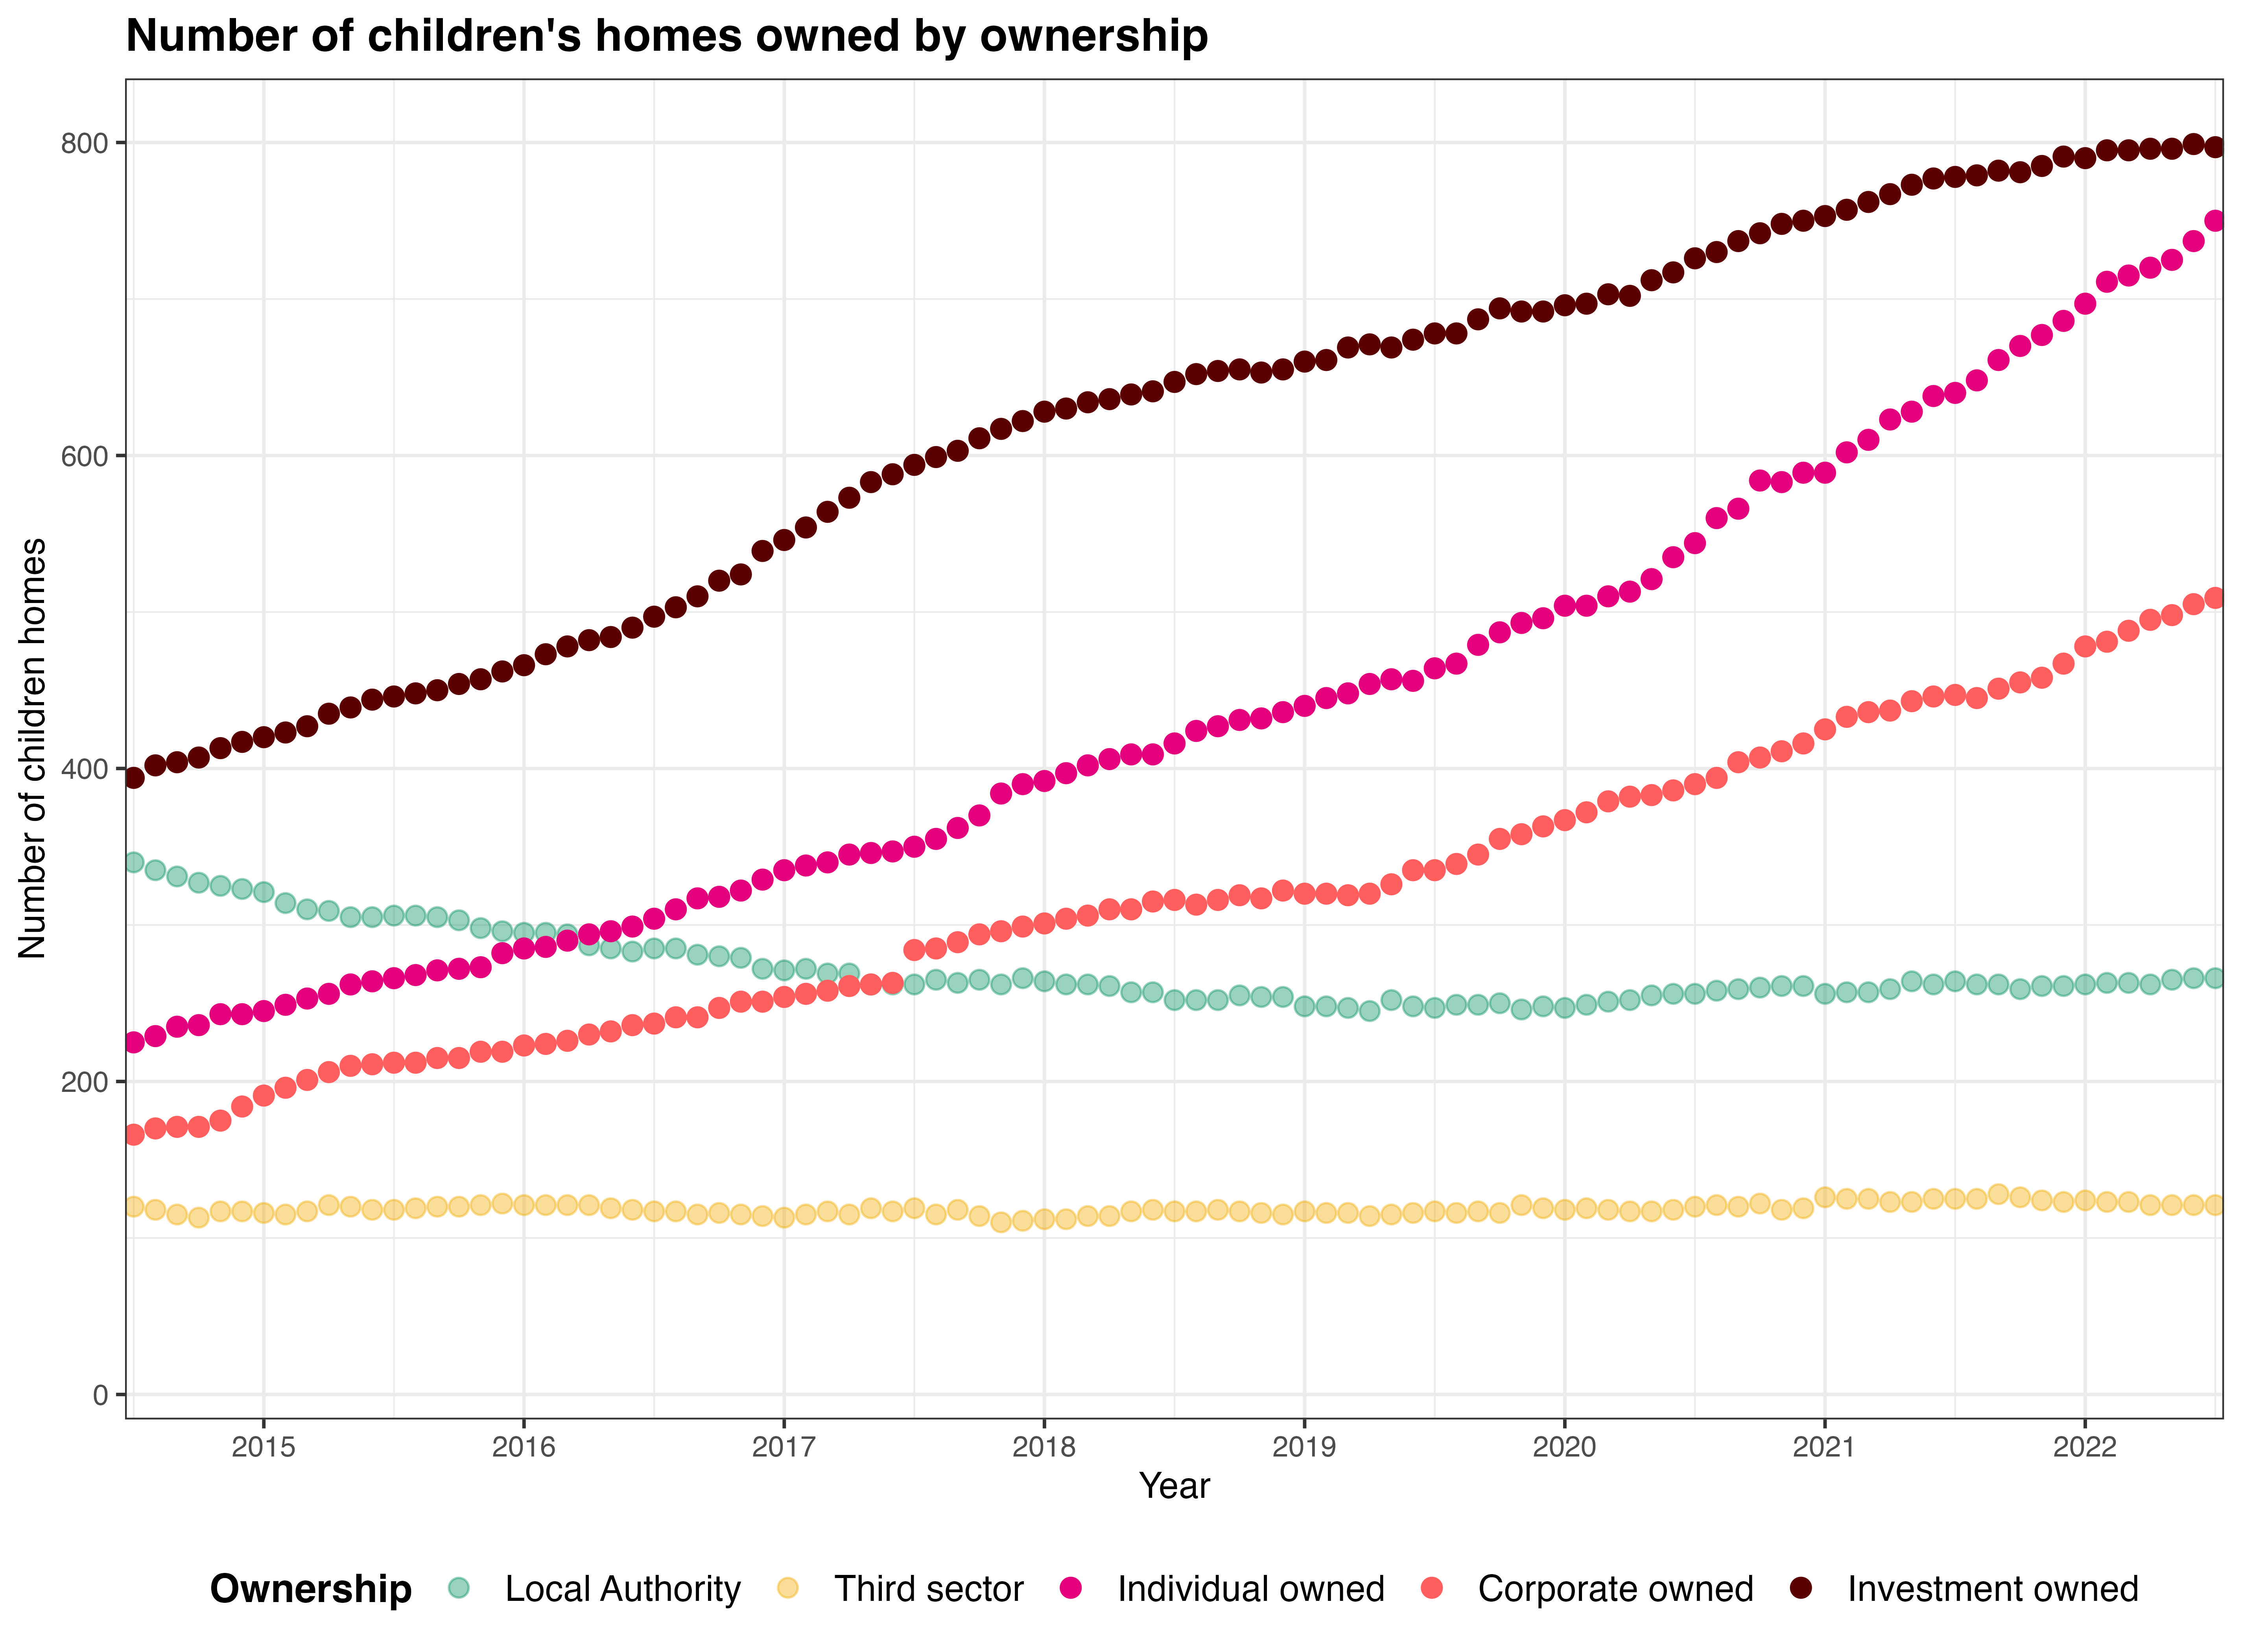 Number of children's homes owned by ownership
Number of children homes
800
600
400
200
0
2015 2016 2017 2018 2019 2020 2021 2022
Year
Ownership Local Authority Third sector Individual owned Corporate owned Investment owned